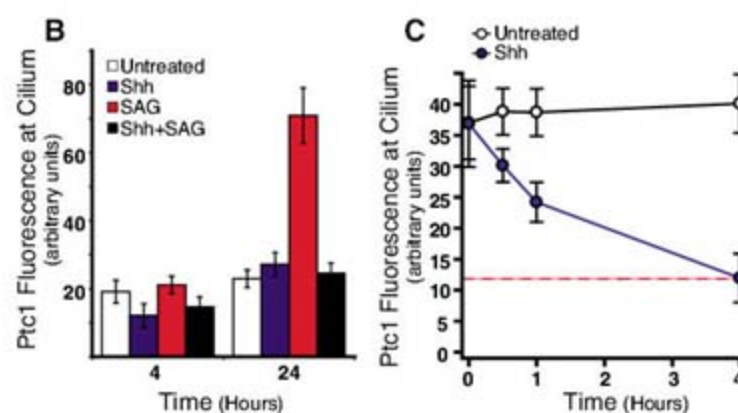 B
Ptc1 Fluorescence at Cilium
(arbitrary units)
80
60
40
20
Untreated
Shh
SAG
Shh+SAG
4
24
Time (Hours)
C
Untreated
Shh
Ptc1 Fluorescence at Cilium
(arbitrary units)
40
35
30
25
20
15
10
5
0
0
1
2
3
4
Time (Hours)